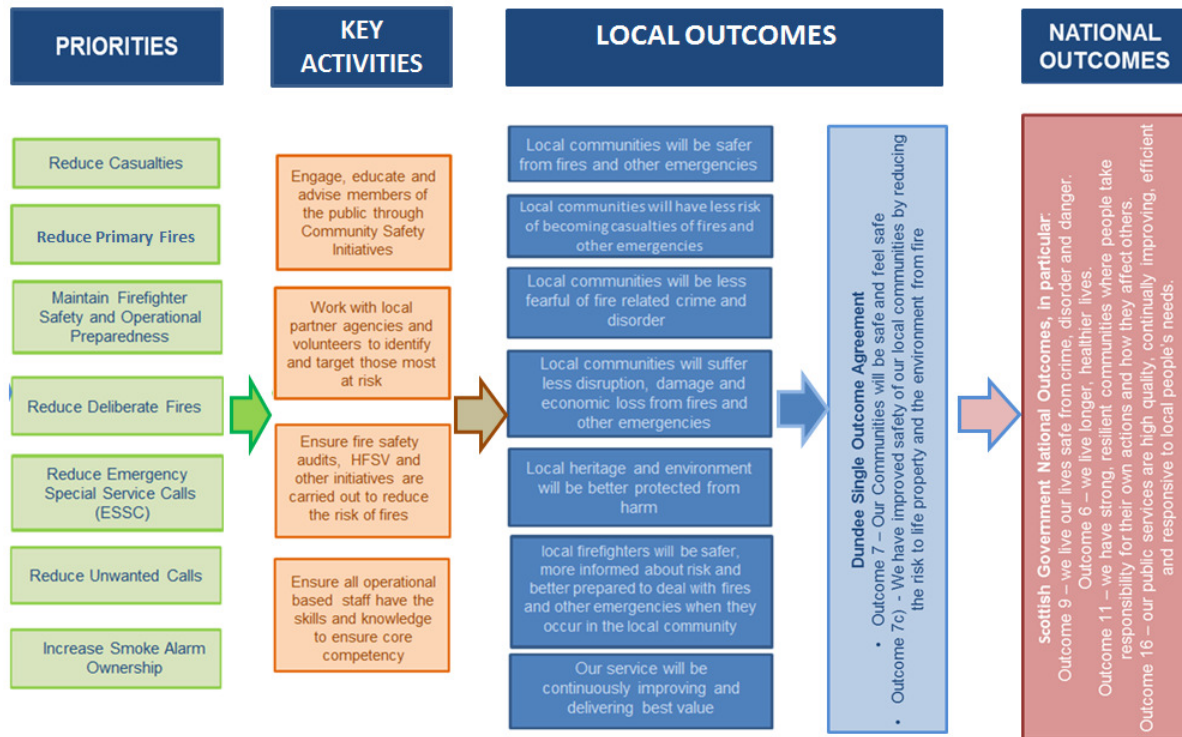 PRIORITIES
KEY
ACTIVITIES
LOCAL OUTCOMES
NATIONAL
OUTCOMES
Reduce Casualties
Reduce Primary Fires
Maintain Firefighter
Safety and Operational
Preparedness
Reduce Deliberate Fires
Reduce Emergency
Special Service Calls
(ESSC)
Reduce Unwanted Calls
Increase Smoke Alarm
Ownership
Engage, educate and
advise members of
the public through
Community Safety
Initiatives
Work with local
partner agencies and
volunteers to identify
and target those most
at risk
Ensure fire safety
audits, HFSV and
other initiatives are
carried out to reduce
the risk of fires
Ensure all operational
based staff have the
skills and knowledge
to ensure core
competency
Local communities will be safer
from fires and other emergencies
Local communities will have less risk
of becoming casualties of fires and
other emergencies
Local communities will be less
fearful of fire related crime and
disorder
Local communities will suffer
less disruption, damage and
economic loss from fires and
other emergencies
Local heritage and environment
will be better protected from
harm
local firefighters will be safer,
more informed about risk and
better prepared to deal with fires
and other emergencies when they
occur in the local community
Our service will be
continuously improving and
delivering best value
Dundee Single Outcome Agreement
• Outcome 7 – Our Communities will be safe and feel safe
• Outcome 7c) - We have improved safety of our local communities by reducing
the risk to life property and the environment from fire
Scottish Government National Outcomes, in particular:
Outcome 9 – we live our lives safe from crime, disorder and danger.
Outcome 6 – we live longer, healthier lives.
Outcome 11 – we have strong, resilient communities where people take
responsibility for their own actions and how they affect others.
Outcome 16 – our public services are high quality, continually improving, efficient
and responsive to local people's needs.